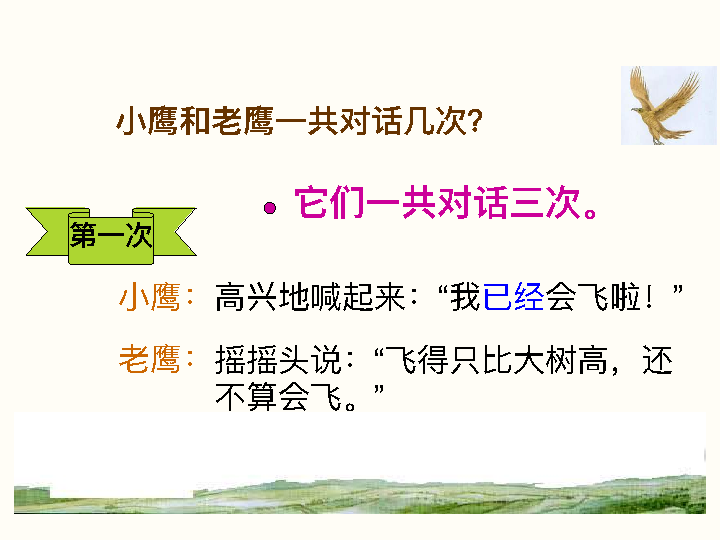 小鹰和老鹰一共对话几次？
它们一共对话三次。
第一次
小鹰：高兴地喊起来：“我已经会飞啦！”
老鹰：摇摇头说：“飞得只比大树高，还
不算会飞。”